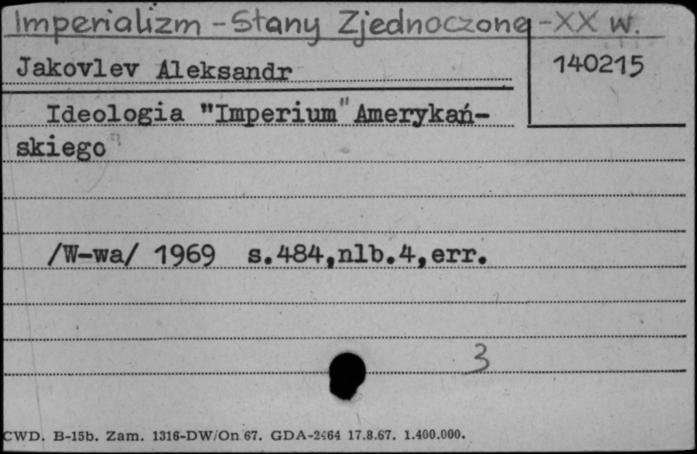 Imperializm - Stany Zjednoczone - XX w.
Jakovlev Aleksandr
140215
Ideologia "Imperium" Amerykań-
skiego
/W-wa/ 1969 s.484,nlb.4,err.
3
CWD. B-15b. Zam. 1316-DW/On 67. GDA-2464 17.8.67. 1.400.000.